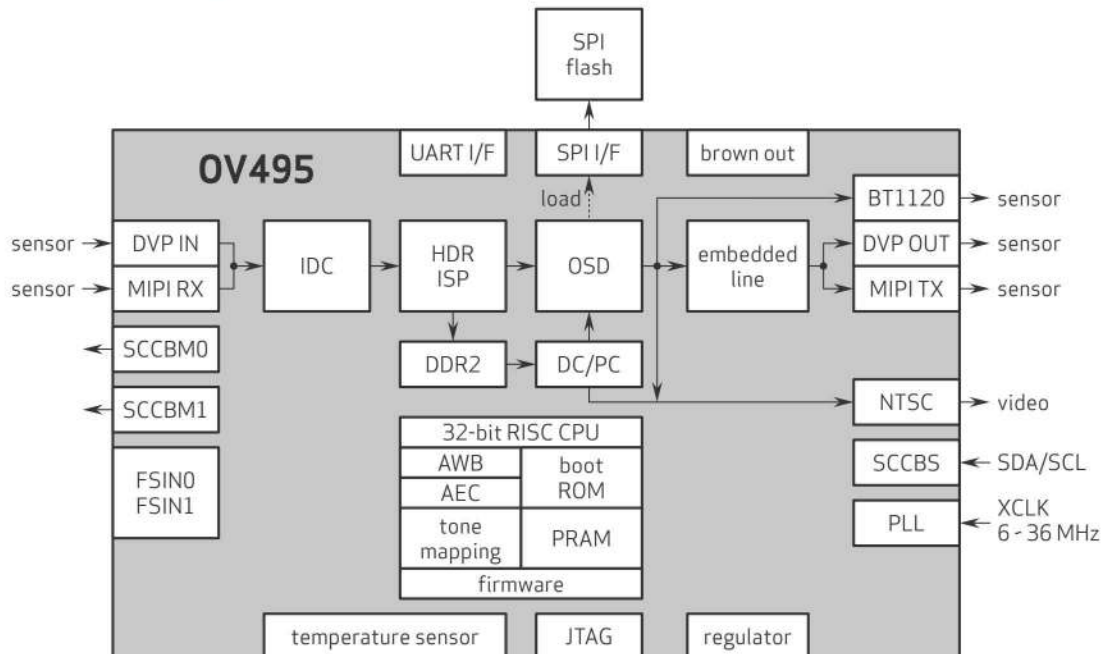 SPI
flash
UART I/F
SPI I/F
brown out
OV495
load
BT1120
sensor
sensor
DVP IN
IDC
HDR
ISP
OSD
embedded
line
DVP OUT
sensor
sensor
MIPI RX
MIPI TX
sensor
SCCBM0
DDR2
DC/PC
SCCBM1
NTSC
video
32-bit RISC CPU
AWB
AEC
boot
ROM
tone
mapping
PRAM
firmware
FSIN0
FSIN1
SCCBS
SDA/SCL
PLL
XCLK
6 - 36 MHz
temperature sensor
JTAG
regulator